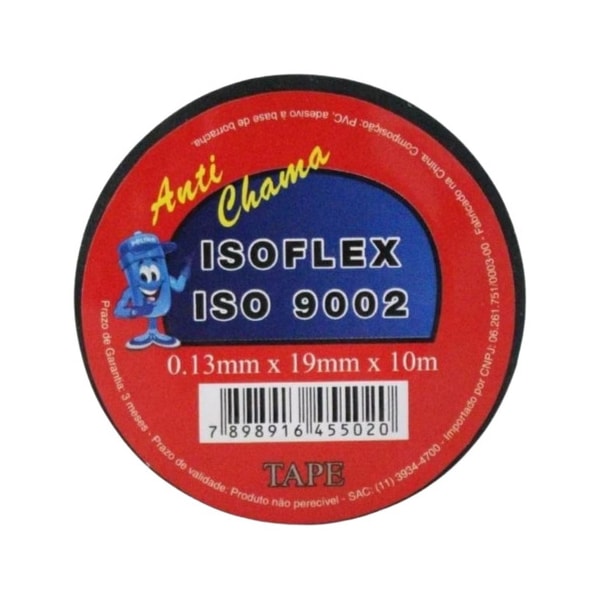 Anti
Chama
ISOFLEX
ISO 9002
0.13mm x 19mm x 10m
7 898916 455020
TAPE
Prazo de Garantia: 3 meses - Prazo de validade. Produto não perecível - SAC: (11) 3934-4700 - Importado por CNPJ: 06.261.751/0003-00 - Fabricado na China. Composição: PVC, adesivo a base de borracha.